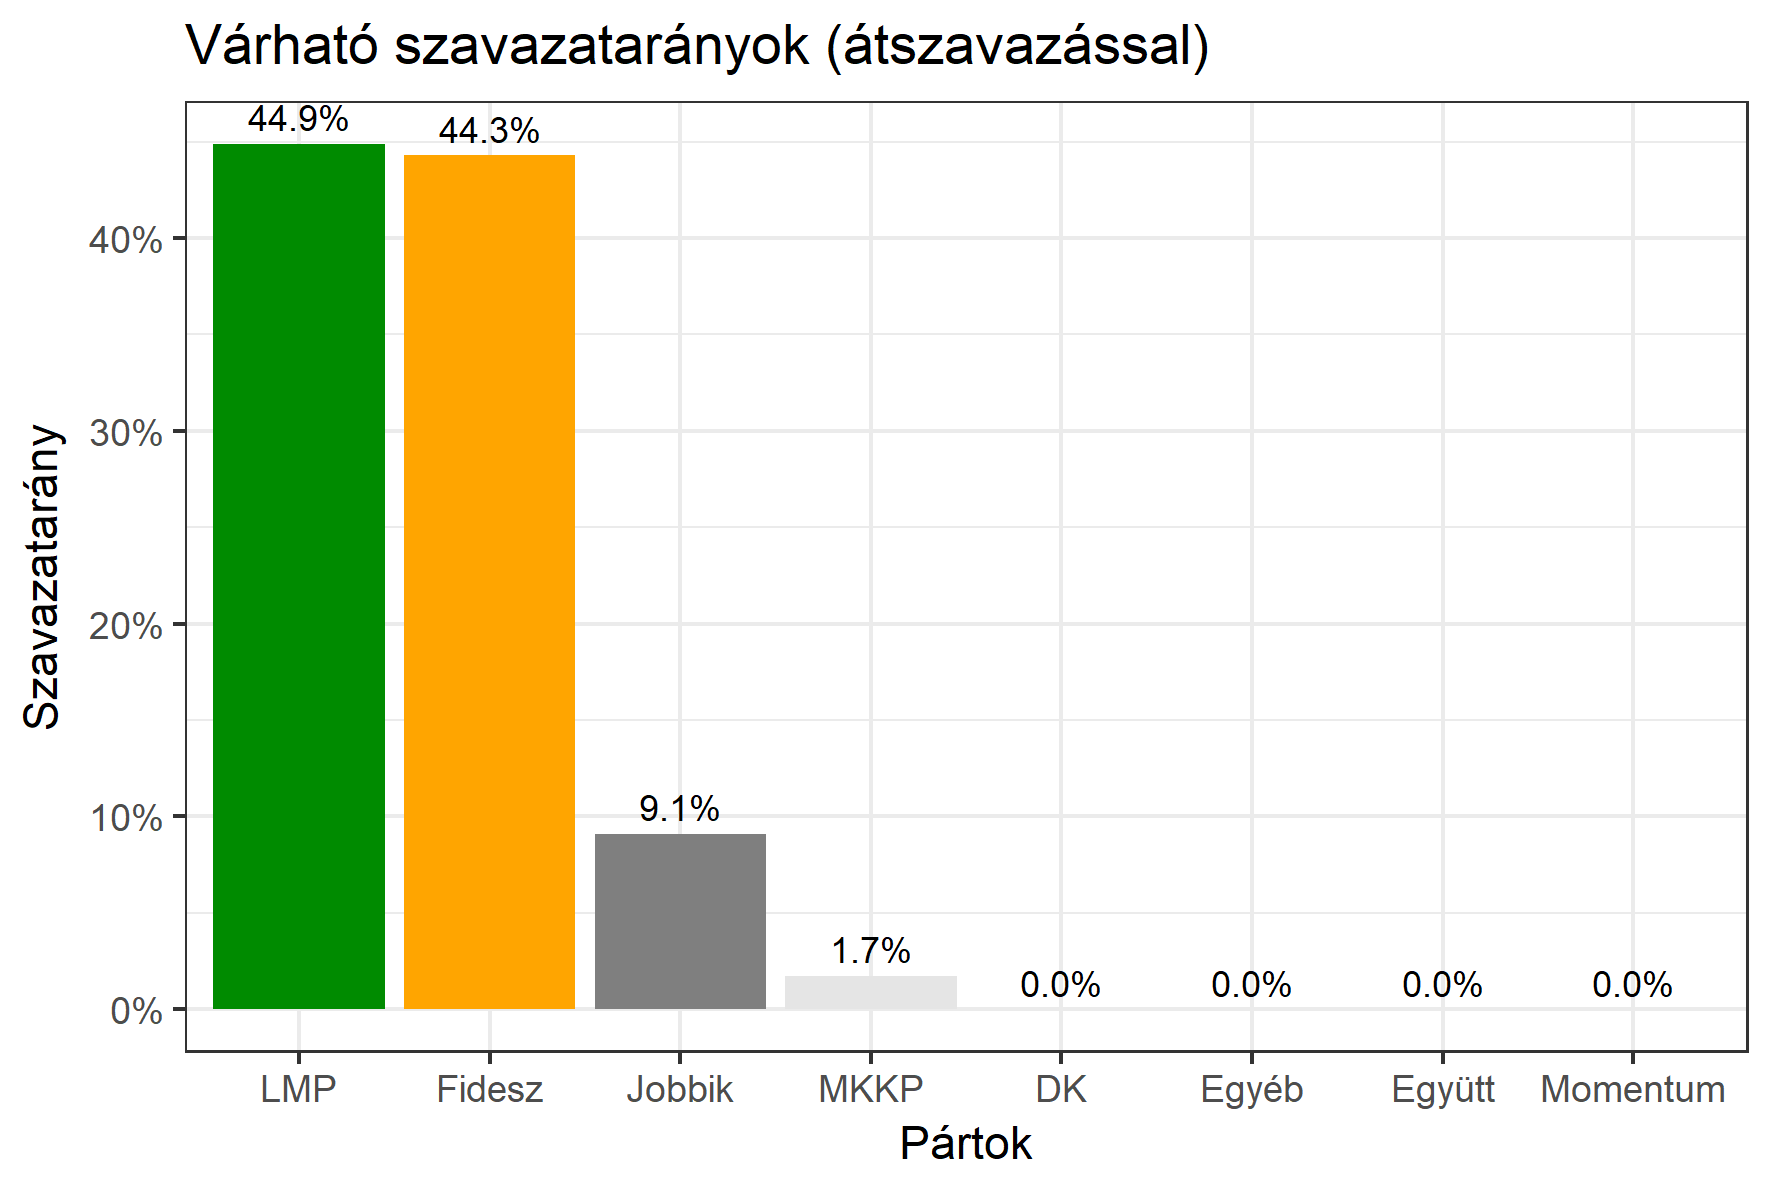 Várható szavazatarányok (átszavazással)
44.9%
44.3%
9.1%
1.7%
0.0%
0.0%
0.0%
0.0%
40%
30%
20%
10%
0%
Szavazatarány
LMP
Fidesz
Jobbik
MKKP
DK
Egyéb
Együtt
Momentum
Pártok